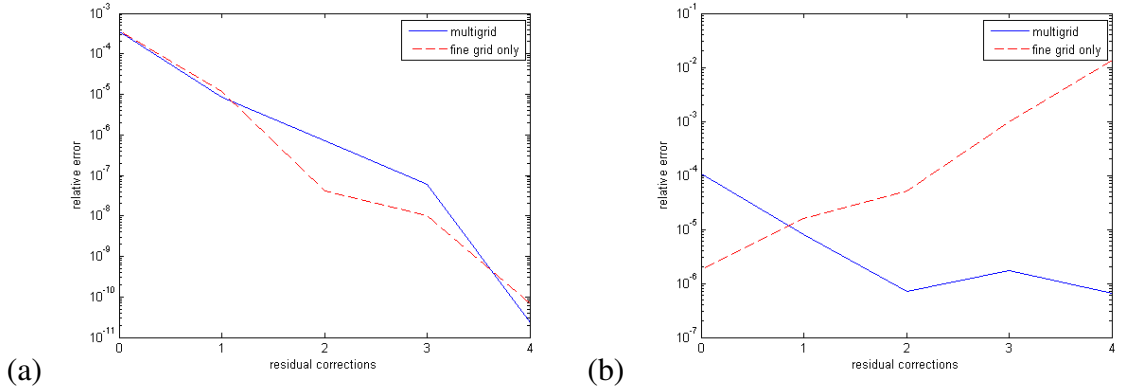 10^-3
10^-4
10^-5
10^-6
10^-7
10^-8
10^-9
10^-10
10^-11
relative error
0 1 2 3 4
residual corrections
multigrid
fine grid only
(a)
10^-1
10^-2
10^-3
10^-4
10^-5
10^-6
10^-7
relative error
0 1 2 3 4
residual corrections
multigrid
fine grid only
(b)